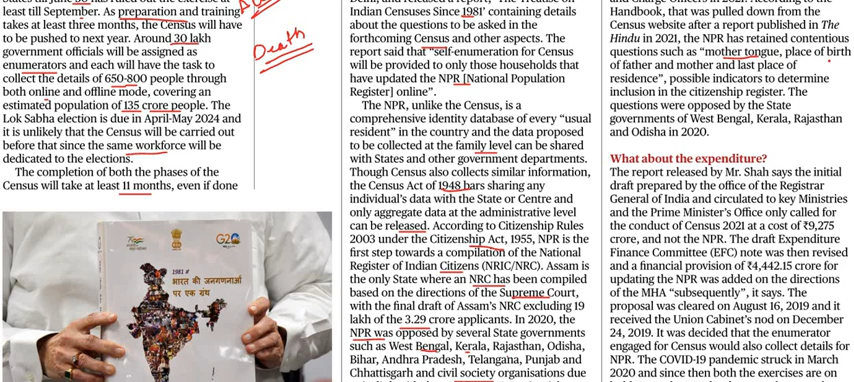 least till September. As preparation and training
takes at least three months, the Census will have
to be pushed to next year. Around 30 lakh
government officials will be assigned as
enumerators and each will have the task to
collect the details of 650-800 people through
both online and offline mode, covering an
estimated population of 135 crore people. The
Lok Sabha election is due in April-May 2024 and
it is unlikely that the Census will be carried out
before that since the same workforce will be
dedicated to the elections.
The completion of both the phases of the
Census will take at least 11 months, even if done
Death
G20
1981 #
भारत की जनगणनाओं
पर एक ग्रंथ
Indian Censuses Since 1981' containing details
about the questions to be asked in the
forthcoming Census and other aspects. The
report said that "self-enumeration for Census
will be provided to only those households that
have updated the NPR [National Population
Register] online".
The NPR, unlike the Census, is a
comprehensive identity database of every "usual
resident" in the country and the data proposed
to be collected at the family level can be shared
with States and other government departments.
Though Census also collects similar information,
the Census Act of 1948 bars sharing any
individual's data with the State or Centre and
only aggregate data at the administrative level
can be released. According to Citizenship Rules
2003 under the Citizenship Act, 1955, NPR is the
first step towards a compilation of the National
Register of Indian Citizens (NRIC/NRC). Assam is
the only State where an NRC has been compiled
based on the directions of the Supreme Court,
with the final draft of Assam's NRC excluding 19
lakh of the 3.29 crore applicants. In 2020, the
NPR was opposed by several State governments
such as West Bengal, Kerala, Rajasthan, Odisha,
Bihar, Andhra Pradesh, Telangana, Punjab and
Chhattisgarh and civil society organisations due
Handbook, that was pulled down from the
Census website after a report published in The
Hindu in 2021, the NPR has retained contentious
questions such as "mother tongue, place of birth
of father and mother and last place of
residence", possible indicators to determine
inclusion in the citizenship register. The
questions were opposed by the State
governments of West Bengal, Kerala, Rajasthan
and Odisha in 2020.
What about the expenditure?
The report released by Mr. Shah says the initial
draft prepared by the office of the Registrar
General of India and circulated to key Ministries
and the Prime Minister's Office only called for
the conduct of Census 2021 at a cost of ₹9,275
crore, and not the NPR. The draft Expenditure
Finance Committee (EFC) note was then revised
and a financial provision of ₹4,442.15 crore for
updating the NPR was added on the directions
of the MHA "subsequently", it says. The
proposal was cleared on August 16, 2019 and it
received the Union Cabinet's nod on December
24, 2019. It was decided that the enumerator
engaged for Census would also collect details for
NPR. The COVID-19 pandemic struck in March
2020 and since then both the exercises are on